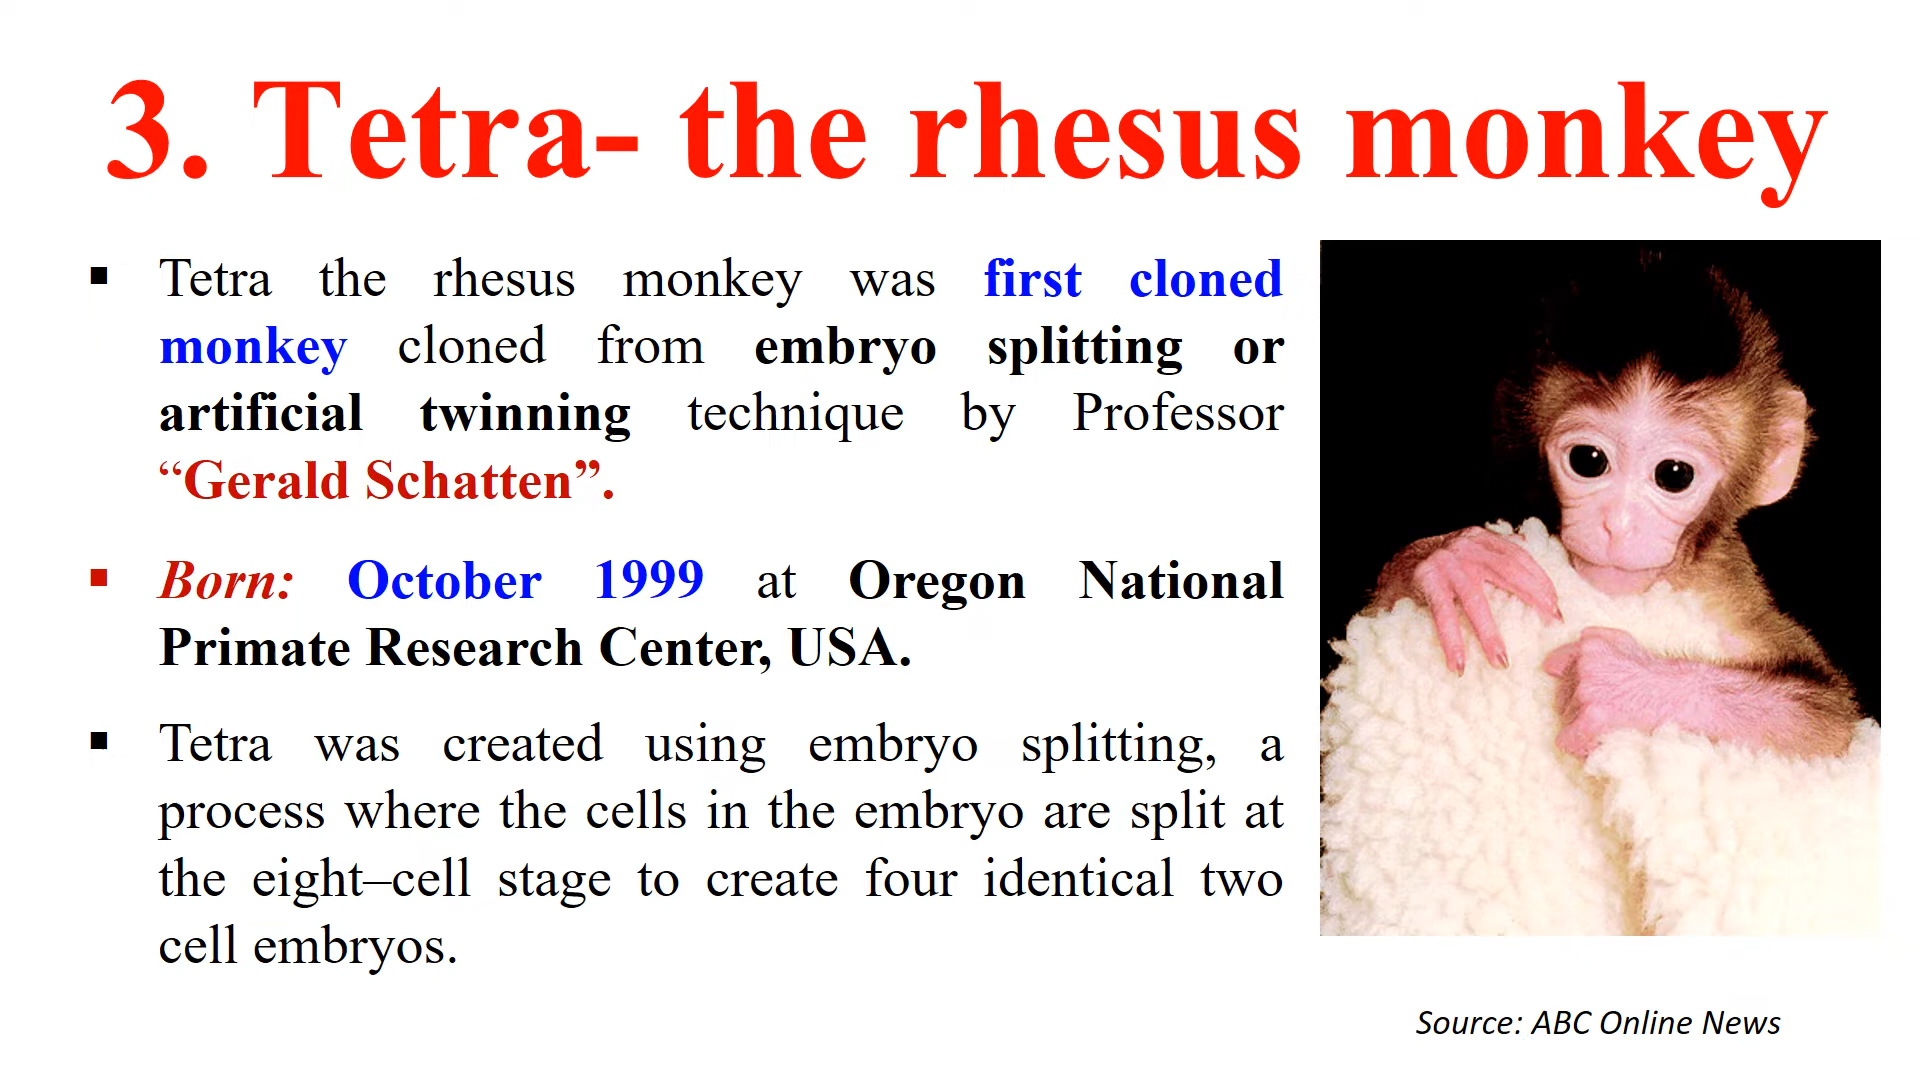 3. Tetra- the rhesus monkey
▪ Tetra the rhesus monkey was first cloned
monkey cloned from embryo splitting or
artificial twinning technique by Professor
“Gerald Schatten”.
▪ Born: October 1999 at Oregon National
Primate Research Center, USA.
▪ Tetra was created using embryo splitting, a
process where the cells in the embryo are split at
the eight–cell stage to create four identical two
cell embryos.
Source: ABC Online News